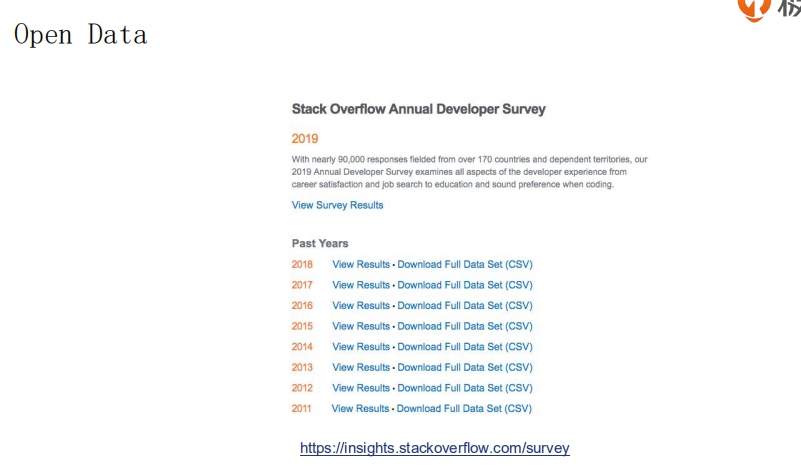 Open Data
Stack Overflow Annual Developer Survey
2019
With nearly 90,000 responses fielded from over 170 countries and dependent territories, our
2019 Annual Developer Survey examines all aspects of the developer experience from
career satisfaction and job search to education and sound preference when coding.
View Survey Results
Past Years
2018 View Results • Download Full Data Set (CSV)
2017 View Results • Download Full Data Set (CSV)
2016 View Results • Download Full Data Set (CSV)
2015 View Results • Download Full Data Set (CSV)
2014 View Results • Download Full Data Set (CSV)
2013 View Results • Download Full Data Set (CSV)
2012 View Results • Download Full Data Set (CSV)
2011 View Results • Download Full Data Set (CSV)
https://insights.stackoverflow.com/survey